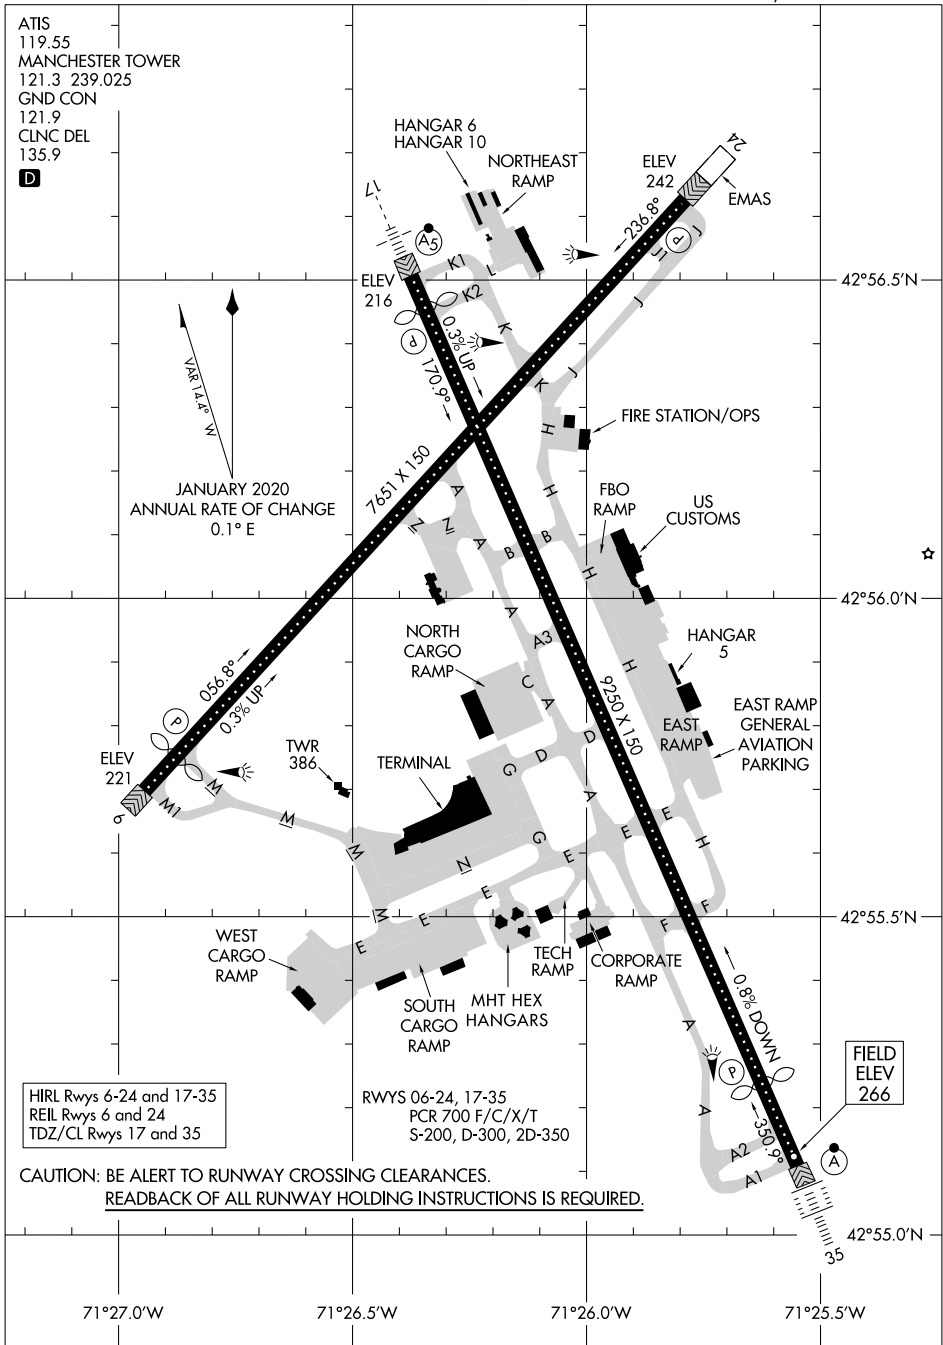 ATIS
119.55
MANCHESTER TOWER
121.3 239.025
GND CON
121.9
CLNC DEL
135.9
D
HANGAR 6
HANGAR 10
NORTHEAST
RAMP
ELEV
242
24
EMAS
17
A5
236.8°
P
J1
J
K1
L
ELEV
216
K2
42°56.5'N
J
P
0.3% UP
170.9°
K
VAR 14.4° W
J
K
H
FIRE STATION/OPS
JANUARY 2020
ANNUAL RATE OF CHANGE
0.1° E
7651 X 150
A
H
FBO
RAMP
US
CUSTOMS
N
N
A
B
B
H
42°56.0'N
A
NORTH
CARGO
RAMP
A3
HANGAR
5
H
C
A
056.8°
0.3% UP
9250 X 150
EAST
RAMP
EAST RAMP
GENERAL
AVIATION
PARKING
P
D
D
ELEV
221
TWR
386
TERMINAL
G
M
A
M1
6
M
E
E
G
H
M
N
E
E
M
E
E
F
F
42°55.5'N
WEST
CARGO
RAMP
TECH
RAMP
CORPORATE
RAMP
SOUTH
CARGO
RAMP
MHT HEX
HANGARS
0.8% DOWN
A
FIELD
ELEV
266
P
HIRL Rwys 6-24 and 17-35
REIL Rwys 6 and 24
TDZ/CL Rwys 17 and 35
RWYS 06-24, 17-35
PCR 700 F/C/X/T
S-200, D-300, 2D-350
A
350.9°
A2
A
A1
CAUTION: BE ALERT TO RUNWAY CROSSING CLEARANCES.
READBACK OF ALL RUNWAY HOLDING INSTRUCTIONS IS REQUIRED.
42°55.0'N
35
71°27.0'W
71°26.5'W
71°26.0'W
71°25.5'W